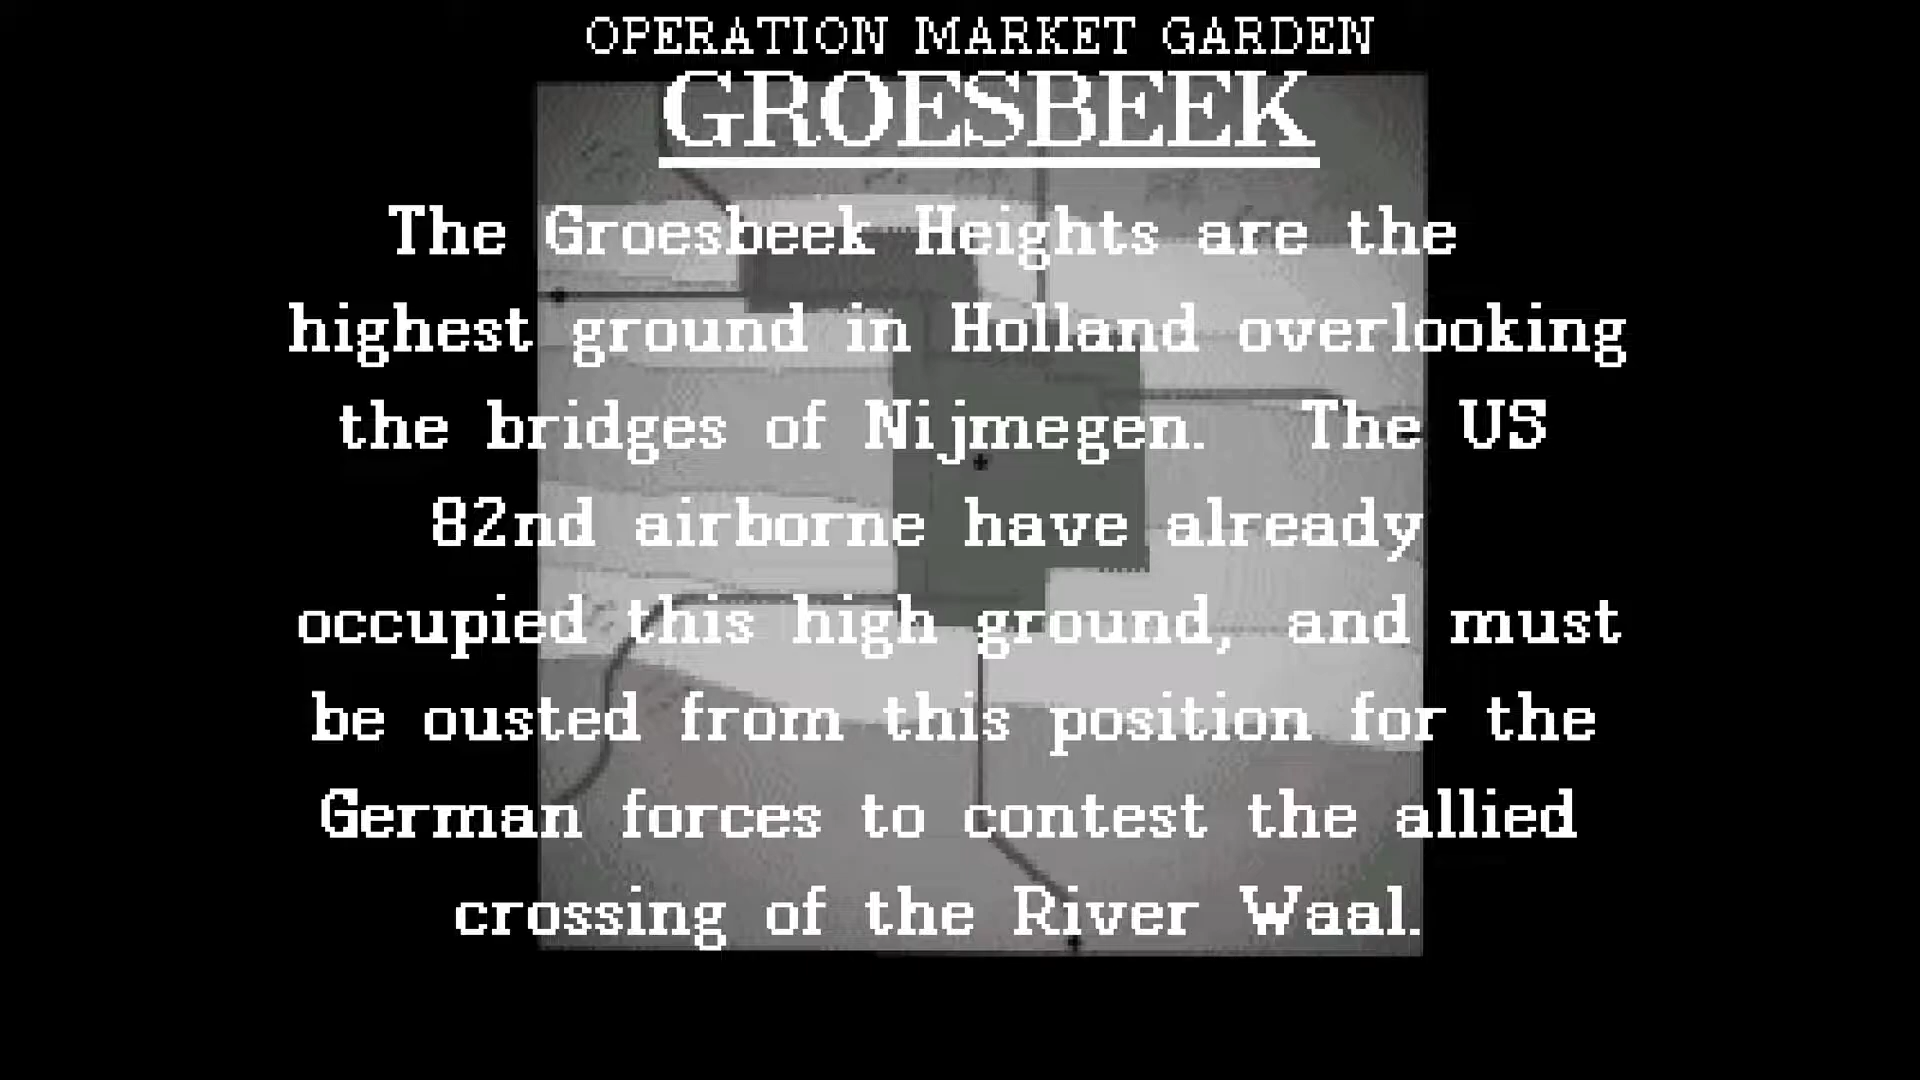 OPERATION MARKET GARDEN
GROESBEEK
The Groesbeek Heights are the
highest ground in Holland overlooking
the bridges of Nijmegen. The US
82nd airborne have already
occupied this high ground, and must
be ousted from this position for the
German forces to contest the allied
crossing of the River Waal.